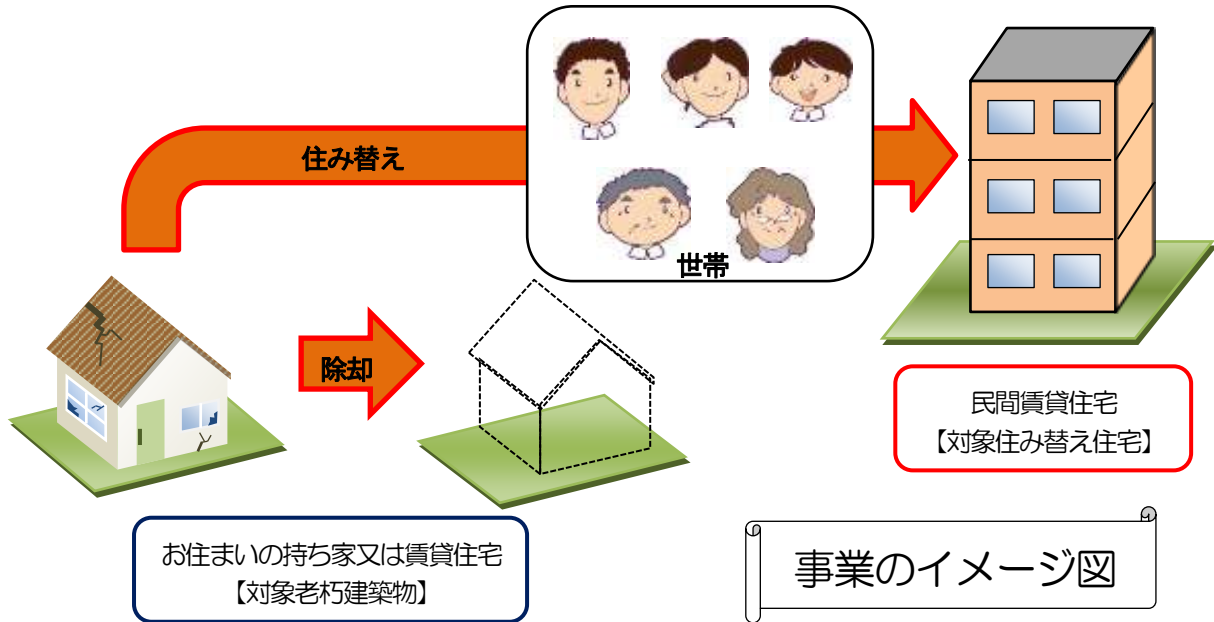 住み替え
世帯
除却
民間賃貸住宅
【対象住み替え住宅】
お住まいの持ち家又は賃貸住宅
【対象老朽建築物】
事業のイメージ図